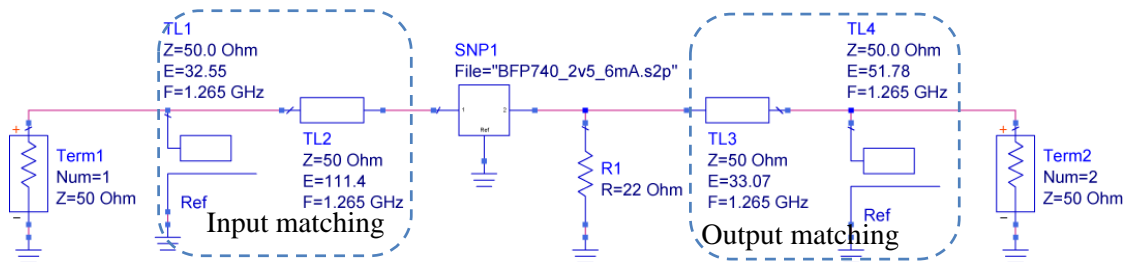 TL1
Z=50.0 Ohm
E=32.55
F=1.265 GHz
TL2
Z=50 Ohm
E=111.4
F=1.265 GHz
SNP1
File="BFP740_2v5_6mA.s2p"
1
2
Ref
TL3
Z=50 Ohm
E=33.07
F=1.265 GHz
TL4
Z=50.0 Ohm
E=51.78
F=1.265 GHz
+
Term1
Num=1
Z=50 Ohm
−
Ref
Input matching
R1
R=22 Ohm
Ref
Output matching
+
Term2
Num=2
Z=50 Ohm
−